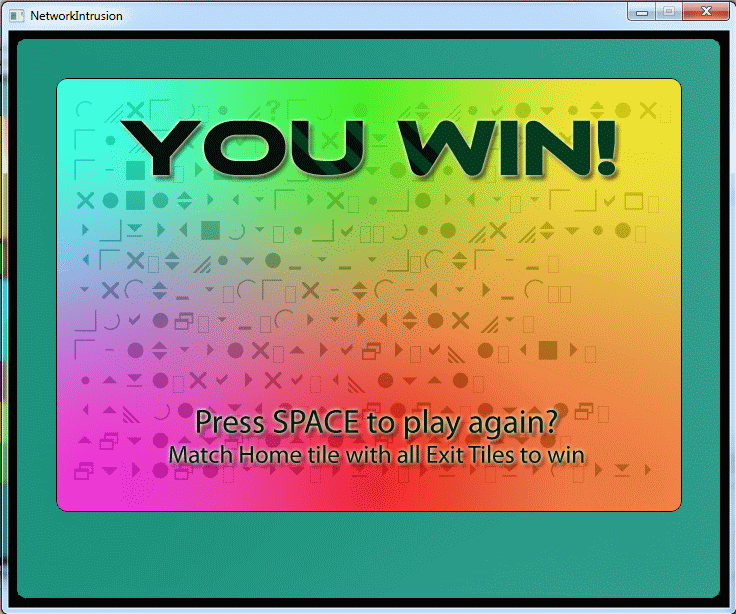 NetworkIntrusion
YOU WIN!
Press SPACE to play again?
Match Home tile with all Exit Tiles to win